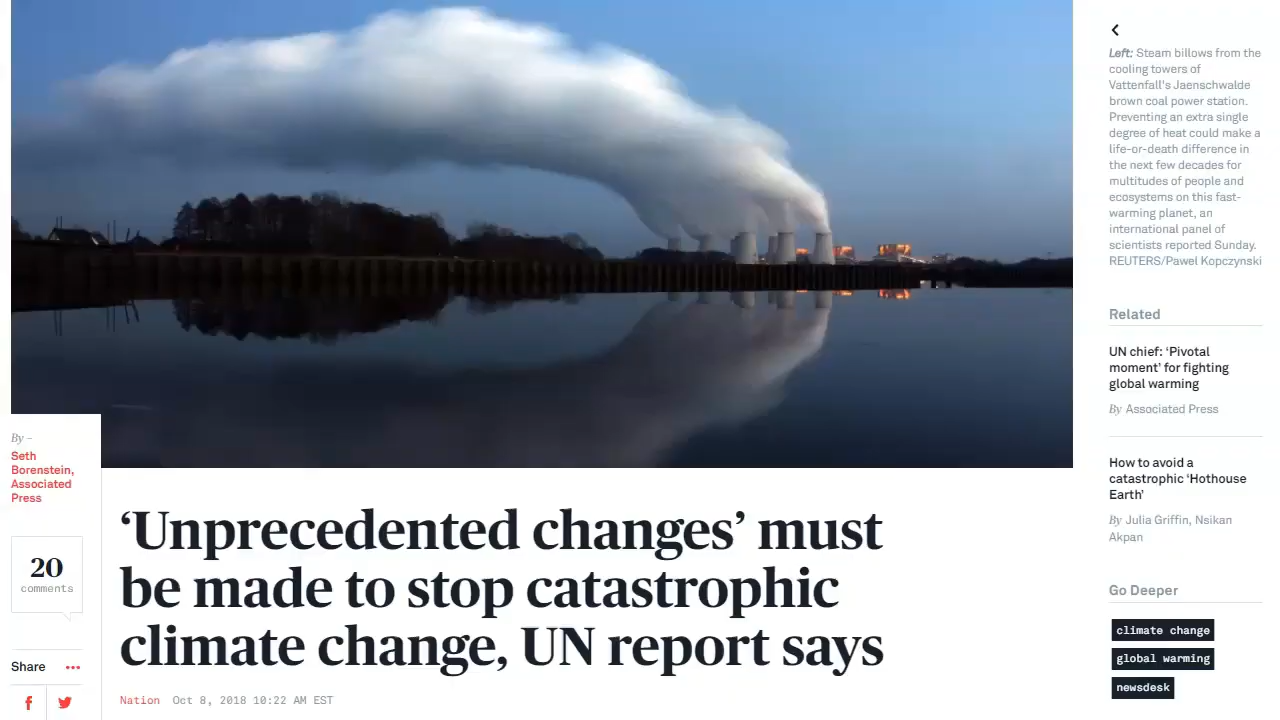 By –
Seth
Borenstein,
Associated
Press
20
comments
Share
‘Unprecedented changes’ must
be made to stop catastrophic
climate change, UN report says
Nation Oct 8, 2018 10:22 AM EST
Left: Steam billows from the
cooling towers of
Vattenfall's Jaenschwalde
brown coal power station.
Preventing an extra single
degree of heat could make a
life-or-death difference in
the next few decades for
multitudes of people and
ecosystems on this fast-
warming planet, an
international panel of
scientists reported Sunday.
REUTERS/Pawel Kopczynski
Related
UN chief: ‘Pivotal
moment’ for fighting
global warming
By Associated Press
How to avoid a
catastrophic ‘Hothouse
Earth’
By Julia Griffin, Nsikan
Akpan
Go Deeper
climate change
global warming
newsdesk